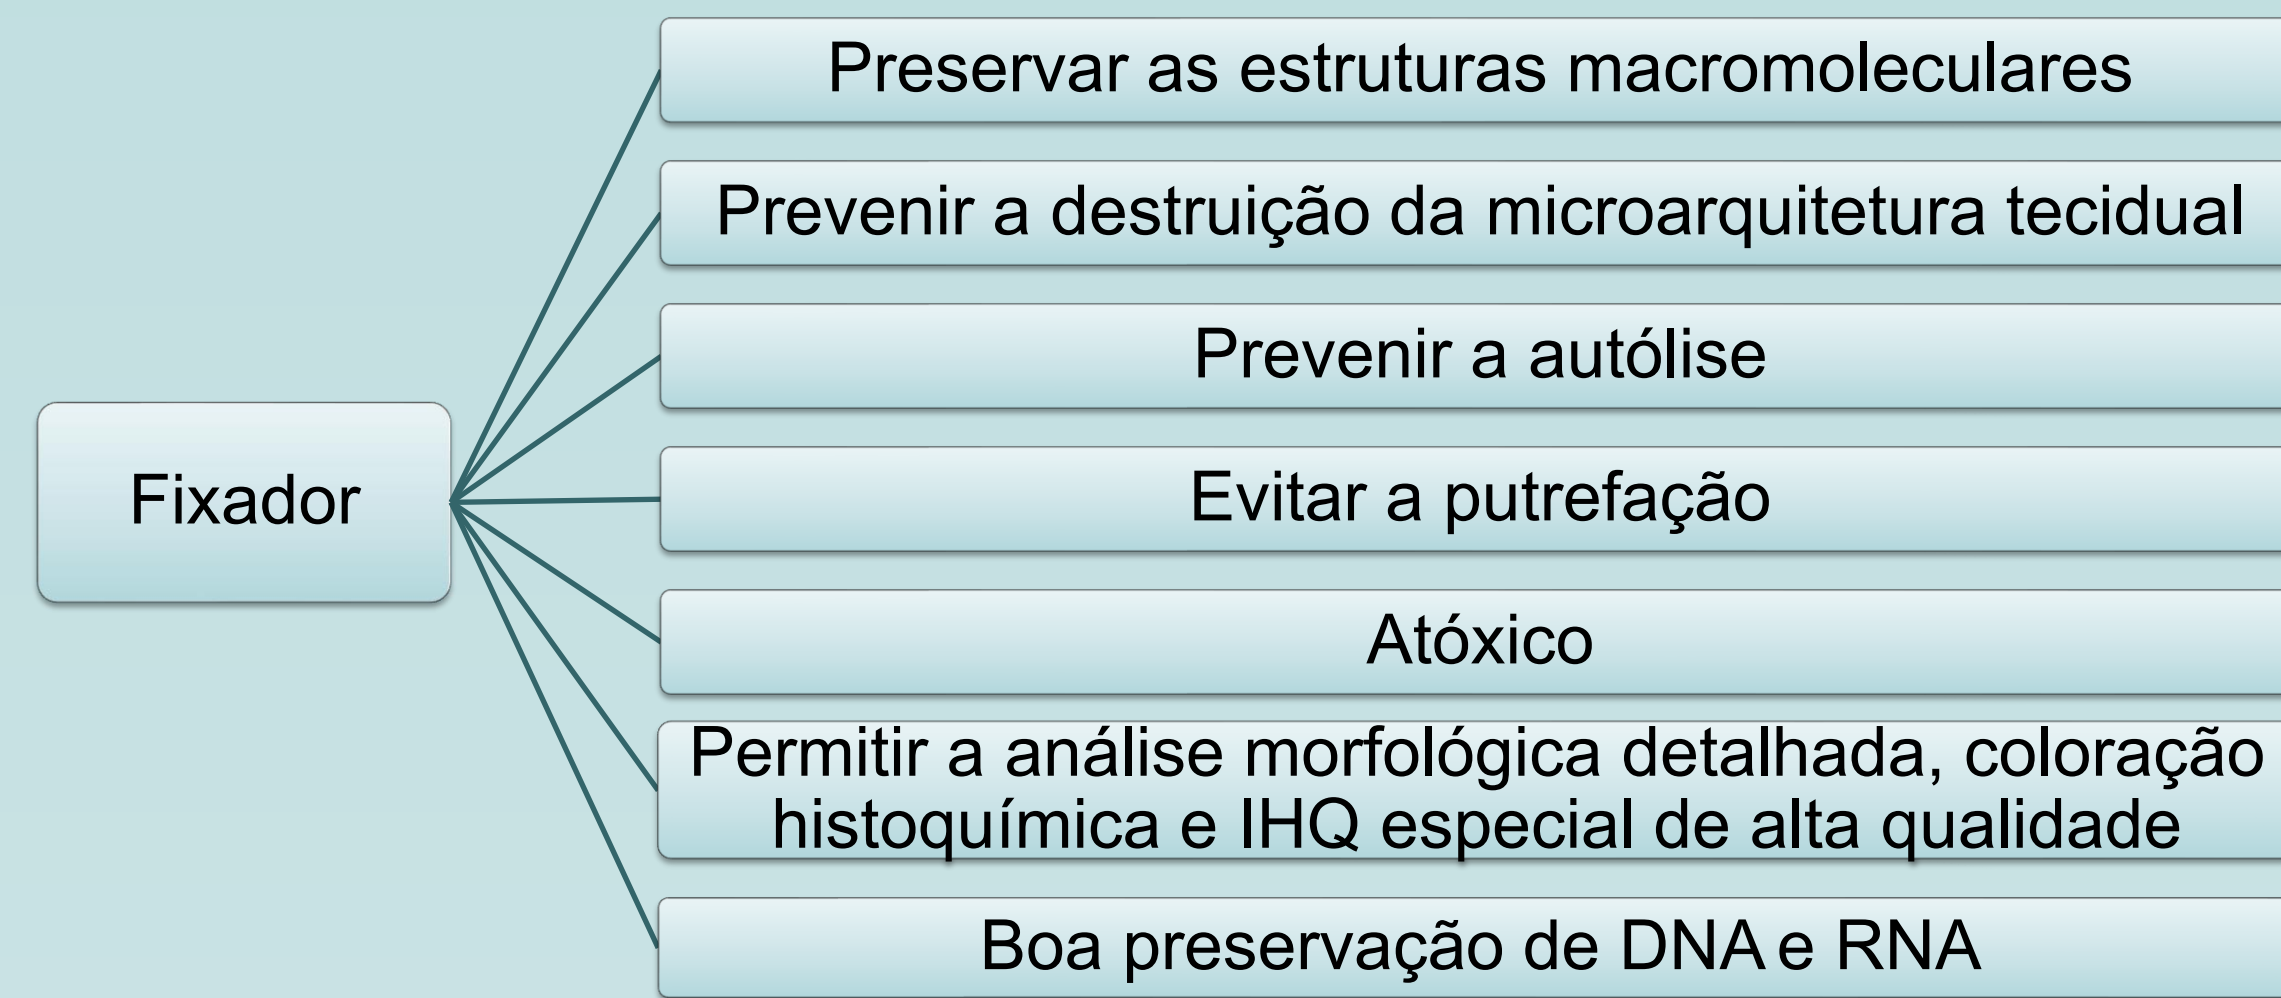 Preservar as estruturas macromoleculares
Prevenir a destruição da microarquitetura tecidual
Prevenir a autólise
Fixador
Evitar a putrefação
Atóxico
Permitir a análise morfológica detalhada, coloração
histoquímica e IHQ especial de alta qualidade
Boa preservação de DNA e RNA